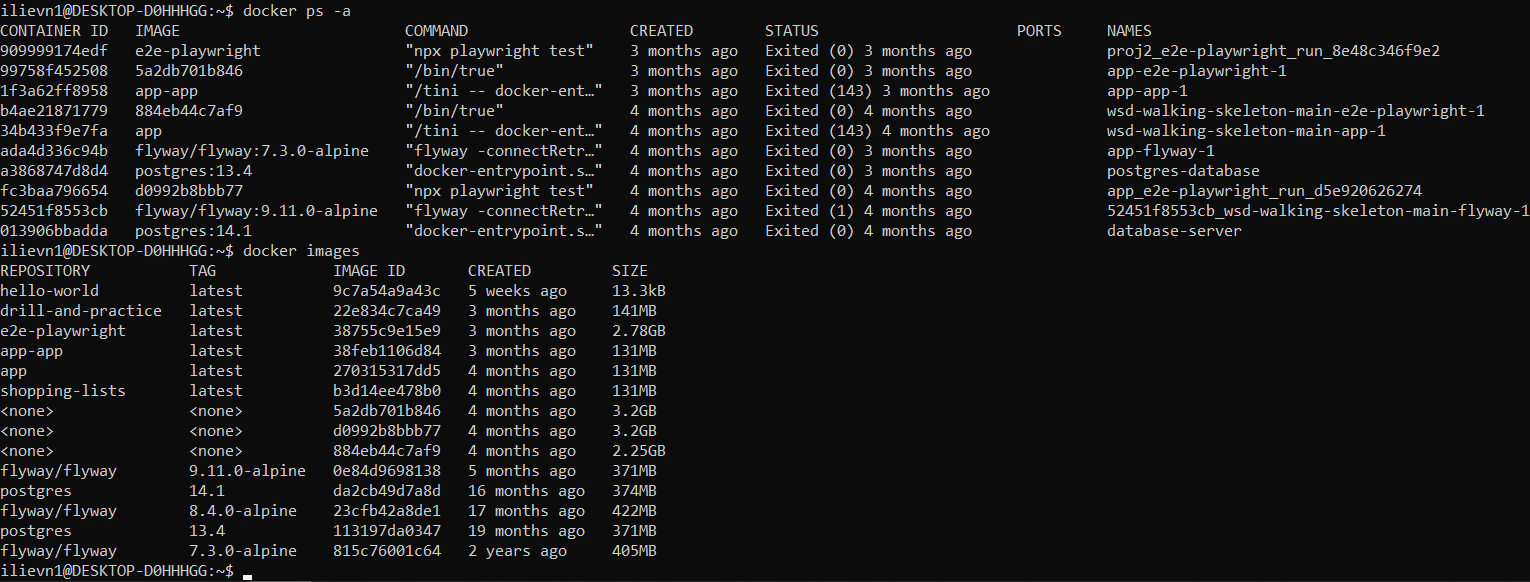 ilievn1@DESKTOP-D0HHHGG:~$ docker ps -a
CONTAINER ID   IMAGE                         COMMAND                  CREATED        STATUS                      PORTS     NAMES
909999174edf   e2e-playwright                "npx playwright test"    3 months ago   Exited (0) 3 months ago               proj2_e2e-playwright_run_8e48c346f9e2
99758f452508   5a2db701b846                  "/bin/true"              3 months ago   Exited (0) 3 months ago               app-e2e-playwright-1
1f3a62ff8958   app-app                       "/tini -- docker-ent…"   3 months ago   Exited (143) 3 months ago             app-app-1
b4ae21871779   884eb44c7af9                  "/bin/true"              4 months ago   Exited (0) 4 months ago               wsd-walking-skeleton-main-e2e-playwright-1
34b433f9e7fa   app                           "/tini -- docker-ent…"   4 months ago   Exited (143) 4 months ago             wsd-walking-skeleton-main-app-1
ada4d336c94b   flyway/flyway:7.3.0-alpine    "flyway -connectRetr…"   4 months ago   Exited (0) 3 months ago               app-flyway-1
a3868747d8d4   postgres:13.4                 "docker-entrypoint.s…"   4 months ago   Exited (0) 3 months ago               postgres-database
fc3baa796654   d0992b8bbb77                  "npx playwright test"    4 months ago   Exited (0) 4 months ago               app_e2e-playwright_run_d5e920626274
52451f8553cb   flyway/flyway:9.11.0-alpine   "flyway -connectRetr…"   4 months ago   Exited (1) 4 months ago               52451f8553cb_wsd-walking-skeleton-main-flyway-1
013906bbadda   postgres:14.1                 "docker-entrypoint.s…"   4 months ago   Exited (0) 4 months ago               database-server
ilievn1@DESKTOP-D0HHHGG:~$ docker images
REPOSITORY           TAG             IMAGE ID       CREATED         SIZE
hello-world          latest          9c7a54a9a43c   5 weeks ago     13.3kB
drill-and-practice   latest          22e834c7ca49   3 months ago    141MB
e2e-playwright       latest          38755c9e15e9   3 months ago    2.78GB
app-app              latest          38feb1106d84   3 months ago    131MB
app                  latest          270315317dd5   4 months ago    131MB
shopping-lists       latest          b3d14ee478b0   4 months ago    131MB
<none>               <none>          5a2db701b846   4 months ago    3.2GB
<none>               <none>          d0992b8bbb77   4 months ago    3.2GB
<none>               <none>          884eb44c7af9   4 months ago    2.25GB
flyway/flyway        9.11.0-alpine   0e84d9698138   5 months ago    371MB
postgres             14.1            da2cb49d7a8d   16 months ago   374MB
flyway/flyway        8.4.0-alpine    23cfb42a8de1   17 months ago   422MB
postgres             13.4            113197da0347   19 months ago   371MB
flyway/flyway        7.3.0-alpine    815c76001c64   2 years ago     405MB
ilievn1@DESKTOP-D0HHHGG:~$